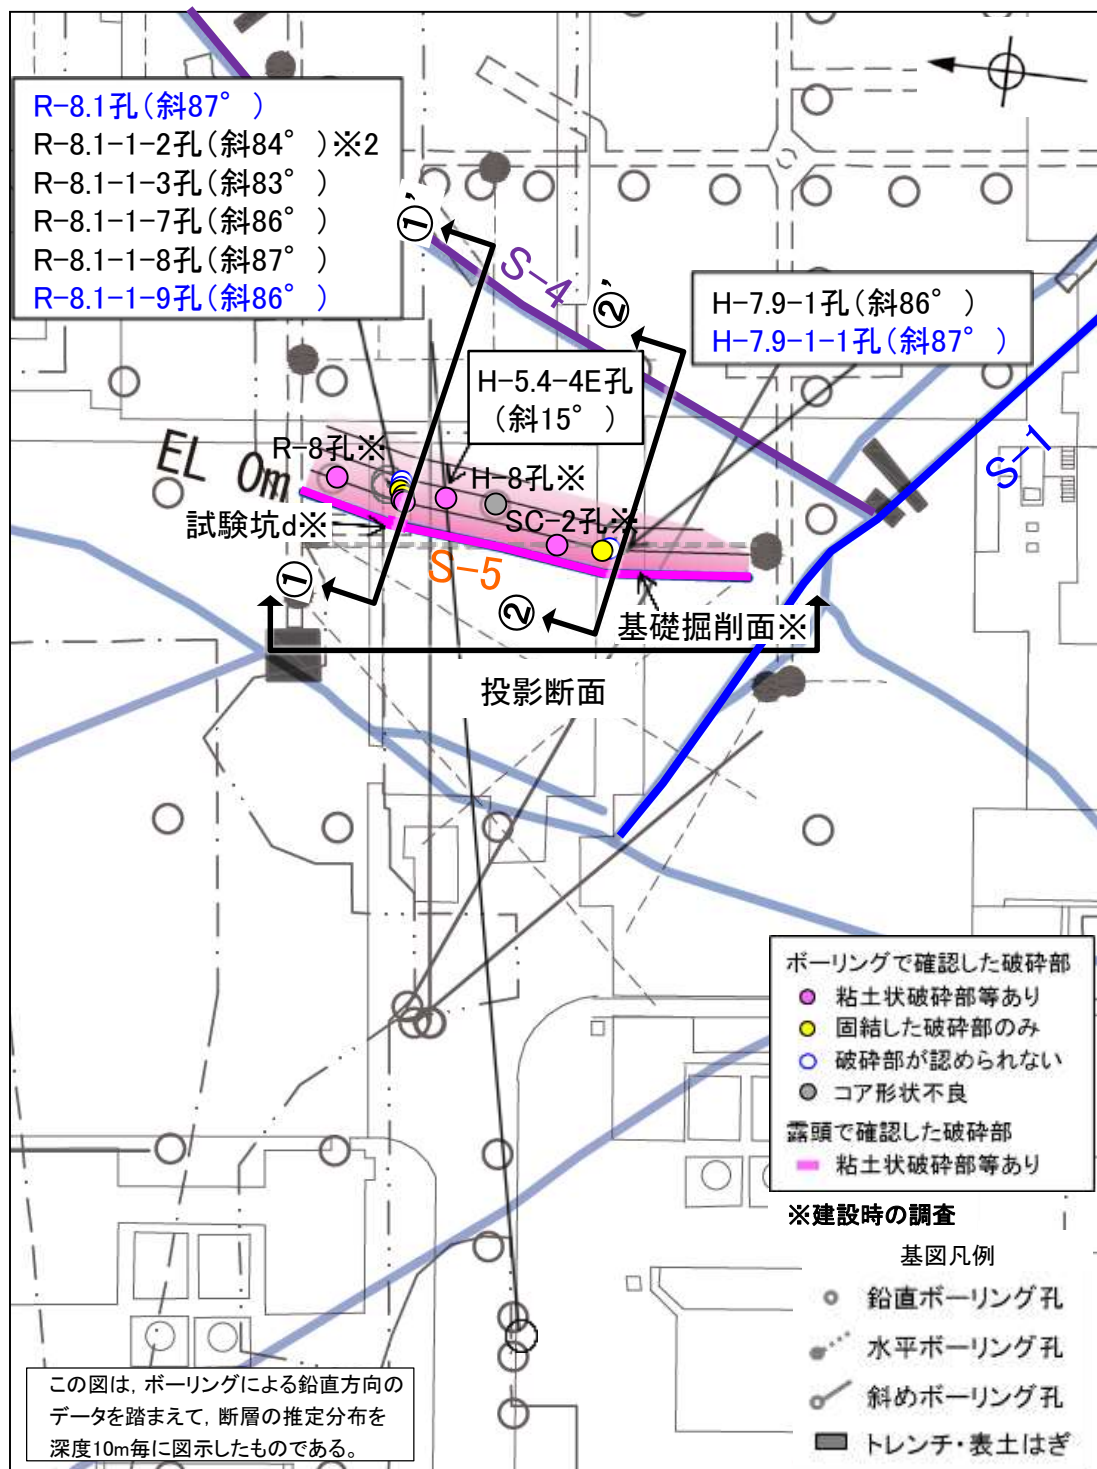 R-8.1孔(斜87°)
R-8.1-1-2孔(斜84°)※2
R-8.1-1-3孔(斜83°)
R-8.1-1-7孔(斜86°)
R-8.1-1-8孔(斜87°)
R-8.1-1-9孔(斜86°)
①’
S-4
②’
H-7.9-1孔(斜86°)
H-7.9-1-1孔(斜87°)
H-5.4-4E孔
(斜15°)
EL 0m
R-8孔※
H-8孔※
S-1
試験坑d※
SC-2孔※
S-5
①
②
基礎掘削面※
投影断面
ボーリングで確認した破砕部
粘土状破砕部等あり
固結した破砕部のみ
破砕部が認められない
コア形状不良
露頭で確認した破砕部
粘土状破砕部等あり
※建設時の調査
基図凡例
鉛直ボーリング孔
水平ボーリング孔
斜めボーリング孔
トレンチ・表土はぎ
この図は，ボーリングによる鉛直方向の
データを踏まえて，断層の推定分布を
深度10m毎に図示したものである。